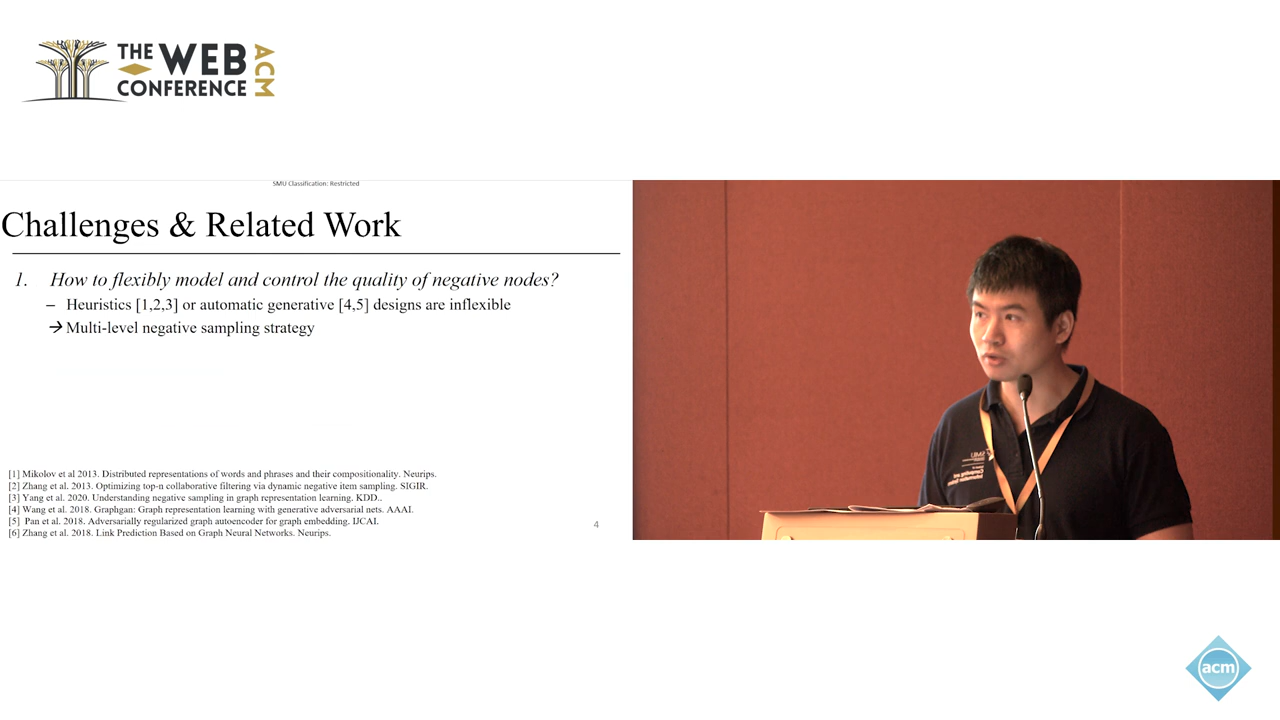 THE WEB
CONFERENCE
ACM
SMU Classification: Restricted
Challenges & Related Work
1. How to flexibly model and control the quality of negative nodes?
– Heuristics [1,2,3] or automatic generative [4,5] designs are inflexible
→ Multi-level negative sampling strategy
[1] Mikolov et al 2013. Distributed representations of words and phrases and their compositionality. Neurips.
[2] Zhang et al. 2013. Optimizing top-n collaborative filtering via dynamic negative item sampling. SIGIR.
[3] Yang et al. 2020. Understanding negative sampling in graph representation learning. KDD..
[4] Wang et al. 2018. Graphgan: Graph representation learning with generative adversarial nets. AAAI.
[5] Pan et al. 2018. Adversarially regularized graph autoencoder for graph embedding. IJCAI.
[6] Zhang et al. 2018. Link Prediction Based on Graph Neural Networks. Neurips.
4
SMU
acm